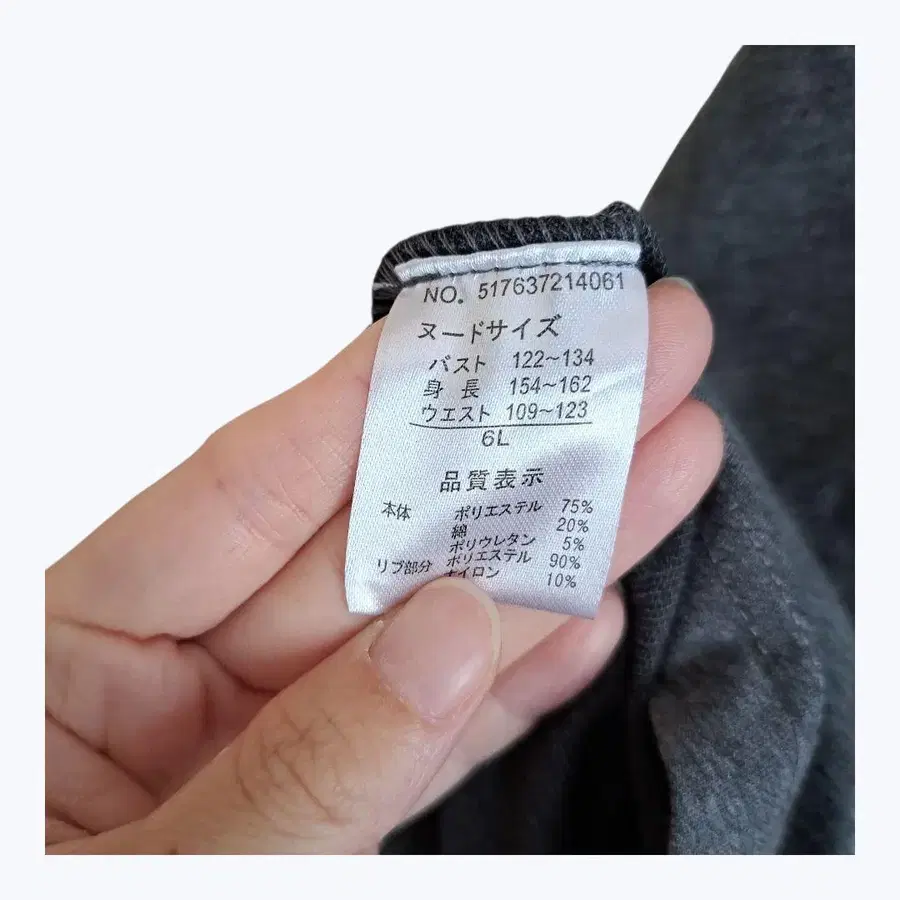 NO. 517637214061
ヌードサイズ
バスト 122~134
身長 154~162
ウエスト 109~123
6L
品質表示
本体 ポリエステル 75%
綿 20%
ポリウレタン 5%
リブ部分 ポリエステル 90%
ナイロン 10%